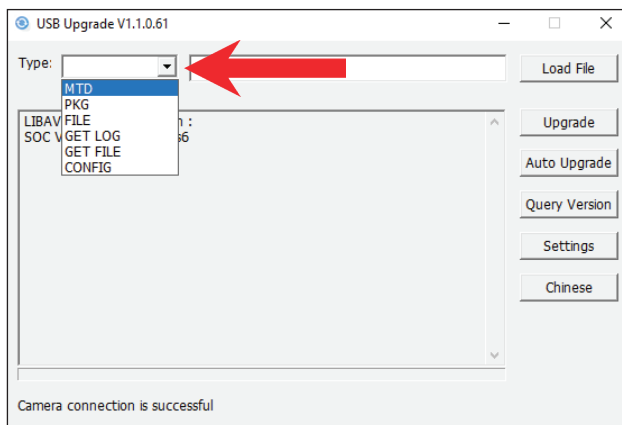 USB Upgrade V1.1.0.61
Type:
Load File
MTD
PKG
FILE
GET LOG
GET FILE
CONFIG
LIBAV
:
SOC V
6
Upgrade
Auto Upgrade
Query Version
Settings
Chinese
Camera connection is successful